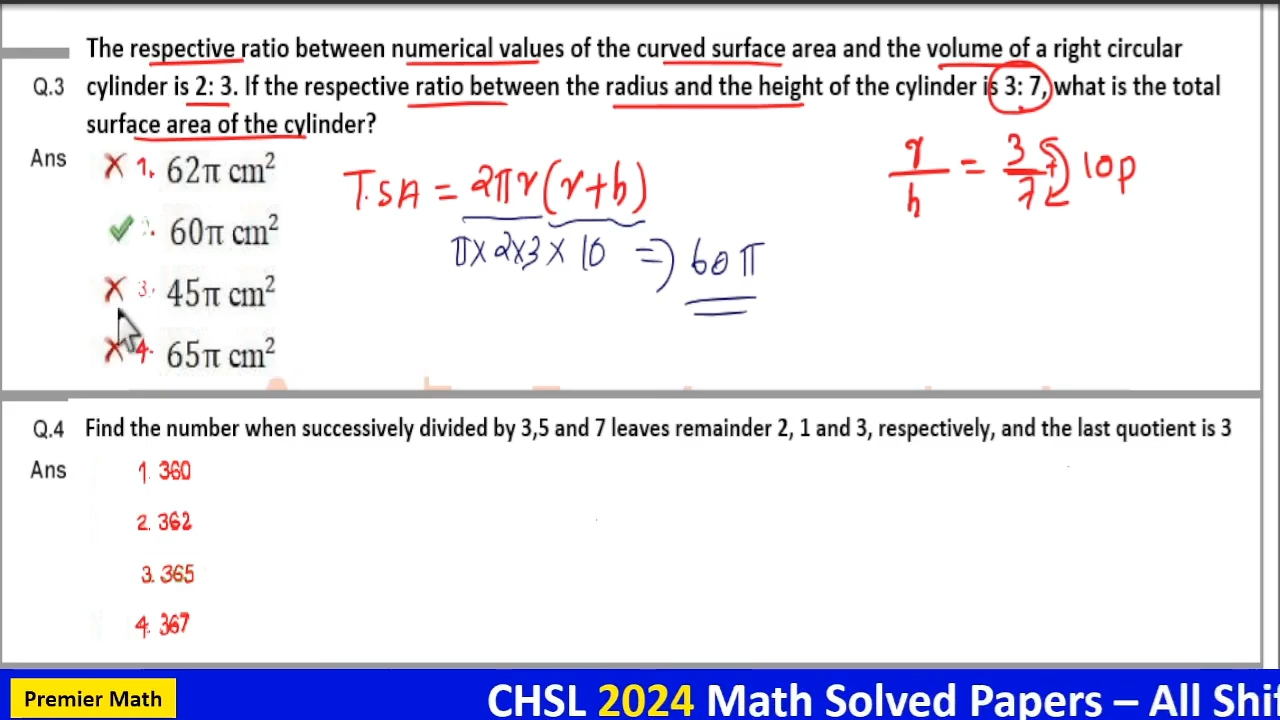 The respective ratio between numerical values of the curved surface area and the volume of a right circular
Q.3 cylinder is 2: 3. If the respective ratio between the radius and the height of the cylinder is 3: 7, what is the total
surface area of the cylinder?
Ans
1. 62π cm²
2. 60π cm²
3. 45π cm²
4. 65π cm²
T.SA = 2πr(r+h)
π×2×3×10 ⇒ 60π
r/h = 3/7 10p
Q.4 Find the number when successively divided by 3,5 and 7 leaves remainder 2, 1 and 3, respectively, and the last quotient is 3
Ans
1. 360
2. 362
3. 365
4. 367
Premier Math
CHSL 2024 Math Solved Papers – All Shif